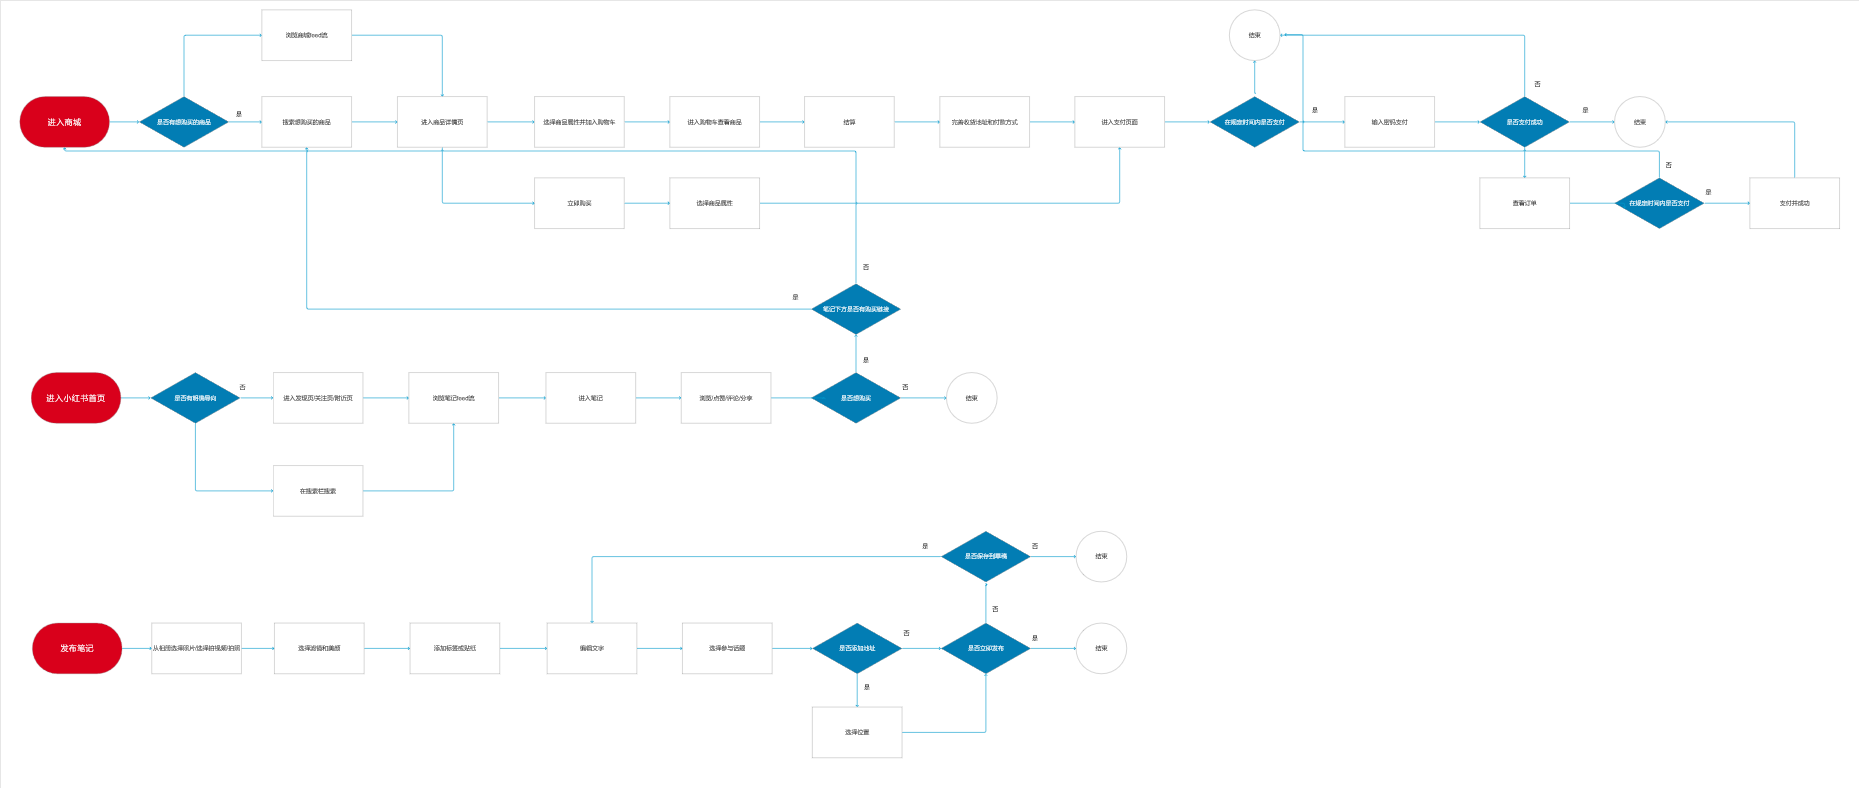 浏览商城feed流
结束
否
进入商城
是否有想购买的商品
是
搜索想购买的商品
进入商品详情页
选择商品属性并加入购物车
进入购物车查看商品
结算
完善收货地址和付款方式
进入支付页面
在规定时间内是否支付
是
输入密码支付
是否支付成功
是
结束
否
立即购买
选择商品属性
查看订单
在规定时间内是否支付
是
支付并成功
否
是
笔记下方是否有购买链接
是
进入小红书首页
是否有明确导向
否
进入发现页/关注页/附近页
浏览笔记feed流
进入笔记
浏览/点赞/评论/分享
是否想购买
否
结束
在搜索栏搜索
是
是否保存到草稿
否
结束
否
发布笔记
从相册选择照片/选择拍视频/拍照
选择滤镜和美颜
添加标签或贴纸
编辑文字
选择参与话题
是否添加地址
否
是否立即发布
是
结束
是
选择位置